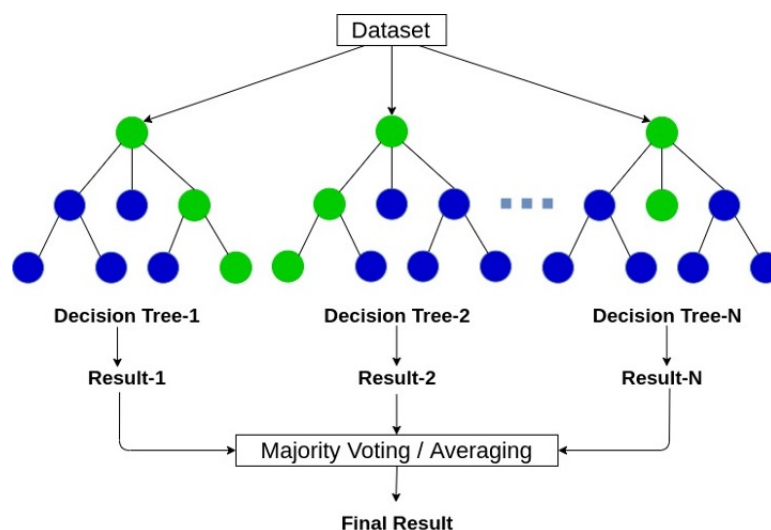 Dataset
Decision Tree-1
Decision Tree-2
Decision Tree-N
Result-1
Result-2
Result-N
Majority Voting / Averaging
Final Result